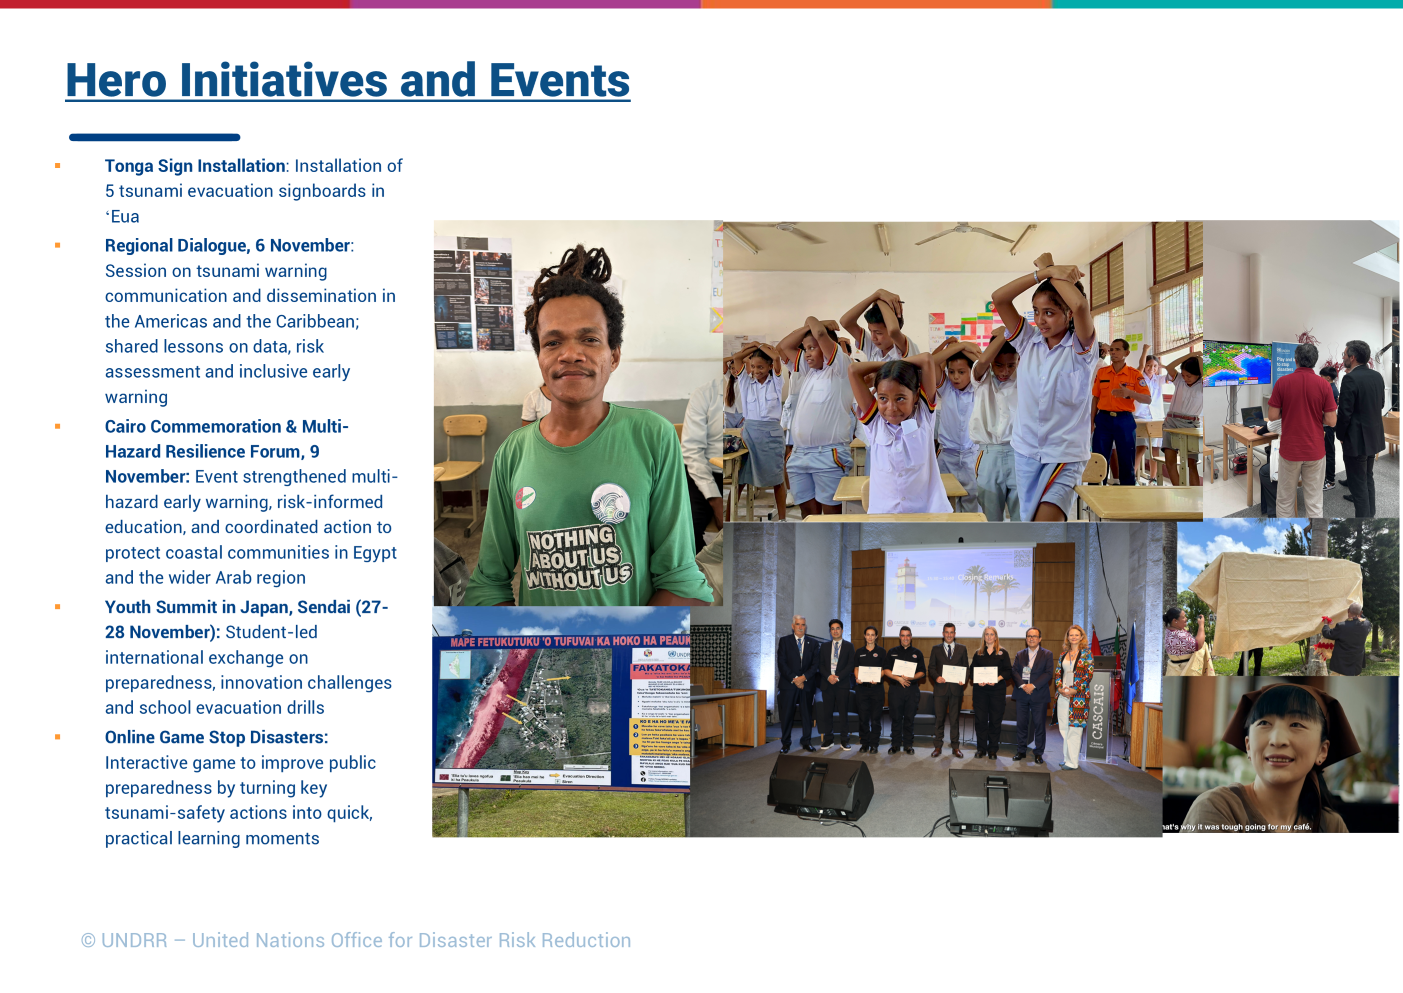 Hero Initiatives and Events
Tonga Sign Installation: Installation of
5 tsunami evacuation signboards in
‘Eua
Regional Dialogue, 6 November:
Session on tsunami warning
communication and dissemination in
the Americas and the Caribbean;
shared lessons on data, risk
assessment and inclusive early
warning
Cairo Commemoration & Multi-
Hazard Resilience Forum, 9
November: Event strengthened multi-
hazard early warning, risk-informed
education, and coordinated action to
protect coastal communities in Egypt
and the wider Arab region
Youth Summit in Japan, Sendai (27-
28 November): Student-led
international exchange on
preparedness, innovation challenges
and school evacuation drills
Online Game Stop Disasters:
Interactive game to improve public
preparedness by turning key
tsunami-safety actions into quick,
practical learning moments
NOTHING
ABOUT US
WITHOUT US
MAPE FETUKUTUKU 'O TUFUVAI KA HOKO HA PEAUK
FAKATOKA
Evacuation Direction
Siren
Closing Remarks
CASCAIS
hat's why it was tough going for my café.
© UNDRR – United Nations Office for Disaster Risk Reduction